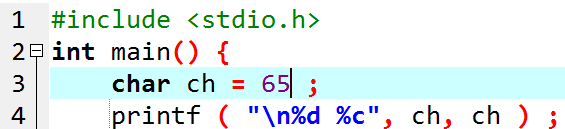 1 #include <stdio.h>
2 int main() {
3 char ch = 65 ;
4 printf ( "\n%d %c", ch, ch ) ;